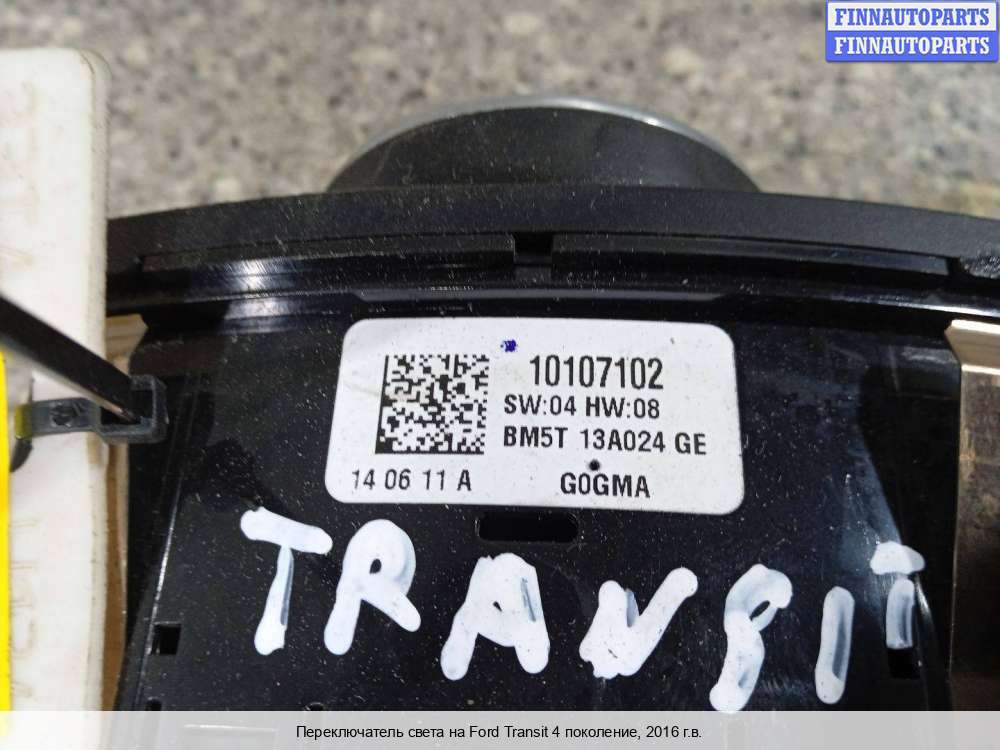 FINNAUTOPARTS
FINNAUTOPARTS
10107102
SW:04 HW:08
BM5T 13A024 GE
14 06 11 A
G0GMA
TRANSIT
Переключатель света на Ford Transit 4 поколение, 2016 г.в.